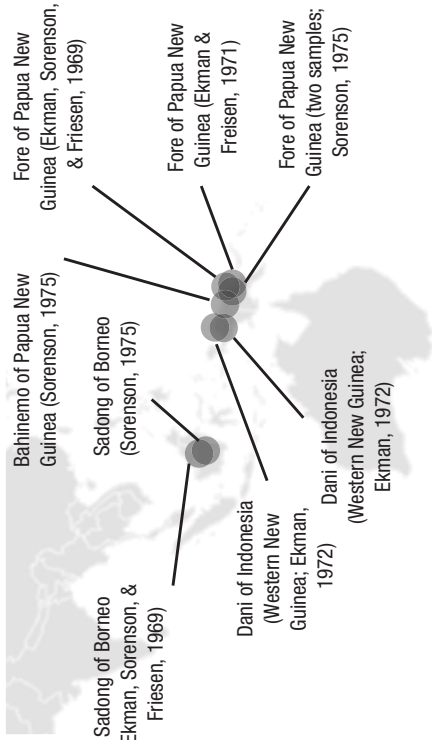 Sadong of Borneo
Ekman, Sorenson, &
Friesen, 1969)
Bahinemo of Papua New
Guinea (Sorenson, 1975)
Sadong of Borneo
(Sorenson, 1975)
Fore of Papua New
Guinea (Ekman, Sorenson,
& Friesen, 1969)
Fore of Papua New
Guinea (Ekman &
Freisen, 1971)
Fore of Papua New
Guinea (two samples;
Sorenson, 1975)
Dani of Indonesia
(Western New
Guinea; Ekman,
1972)
Dani of Indonesia
(Western New Guinea;
Ekman, 1972)